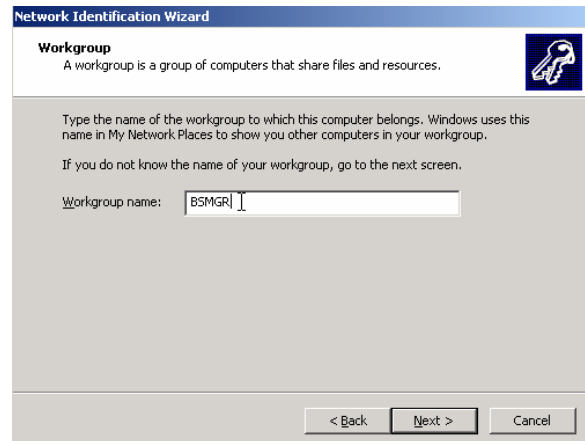 Network Identification Wizard
Workgroup
A workgroup is a group of computers that share files and resources.
Type the name of the workgroup to which this computer belongs. Windows uses this
name in My Network Places to show you other computers in your workgroup.
If you do not know the name of your workgroup, go to the next screen.
Workgroup name: BSMGR
< Back Next > Cancel